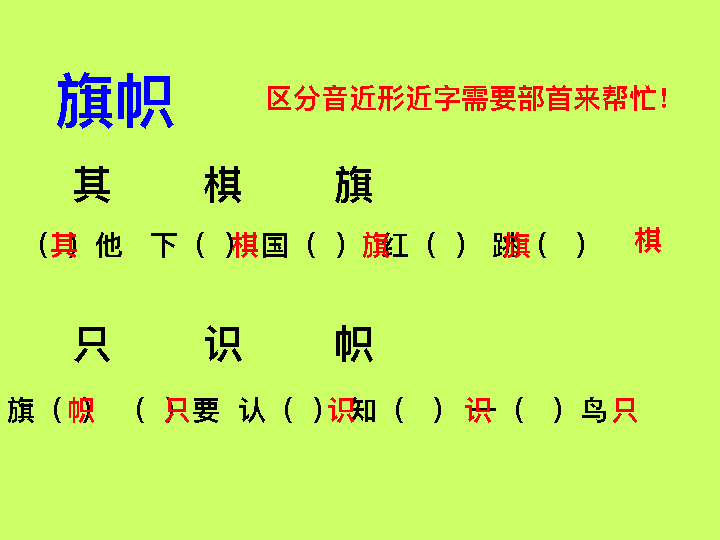 旗帜
区分音近形近字需要部首来帮忙！
其 棋 旗
（其）他 下（ ）棋 国（ ）旗 红（ ）跳 旗（ ） 棋
只 识 帜
旗（帜） （ ）只要 认（ ）识 知（ ） 识 一（ ）鸟 只